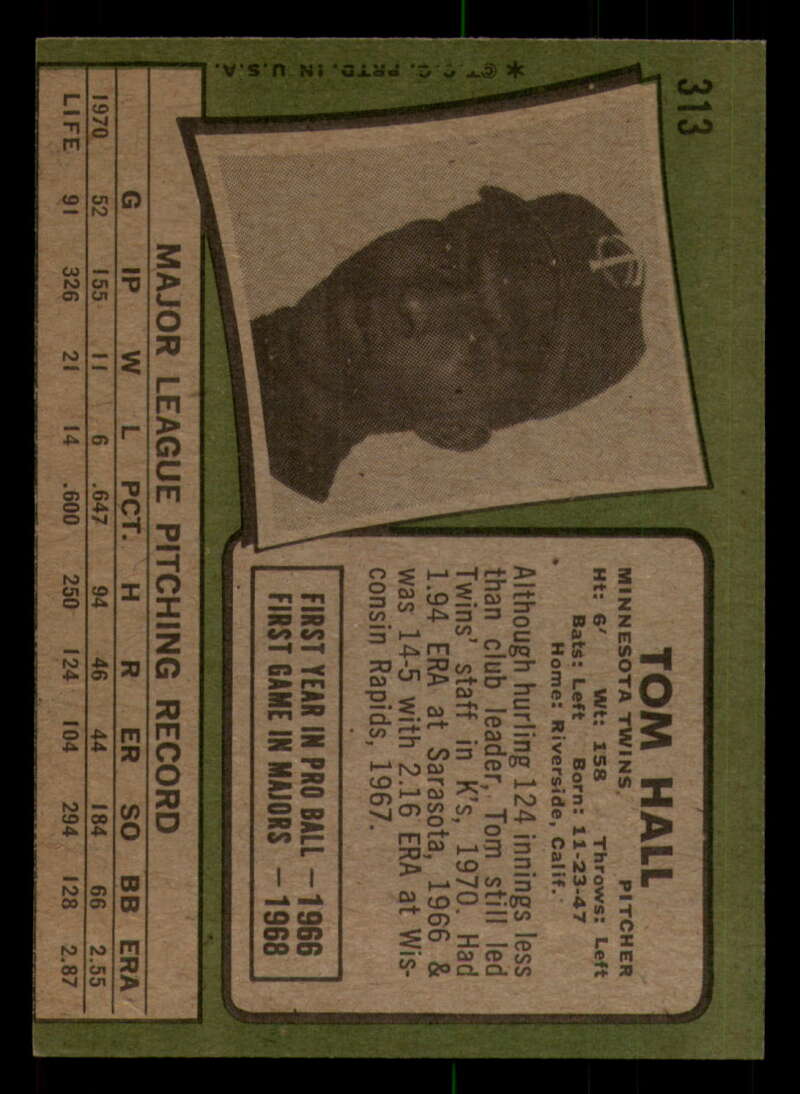 313
* © T. C. G. PRTD. IN U.S.A.
TOM HALL
MINNESOTA TWINS PITCHER
Ht: 6' Wt: 158 Throws: Left
Bats: Left Born: 11-23-47
Home: Riverside, Calif.
Although hurling 124 innings less
than club leader, Tom still led
Twins' staff in K's, 1970. Had
1.94 ERA at Sarasota, 1966 &
was 14-5 with 2.16 ERA at Wis-
consin Rapids, 1967.
FIRST YEAR IN PRO BALL — 1966
FIRST GAME IN MAJORS — 1968
MAJOR LEAGUE PITCHING RECORD
G IP W L PCT. H R ER SO BB ERA
1970 52 155 11 6 .647 94 46 44 184 66 2.55
LIFE 91 326 21 14 .600 250 124 104 294 128 2.87